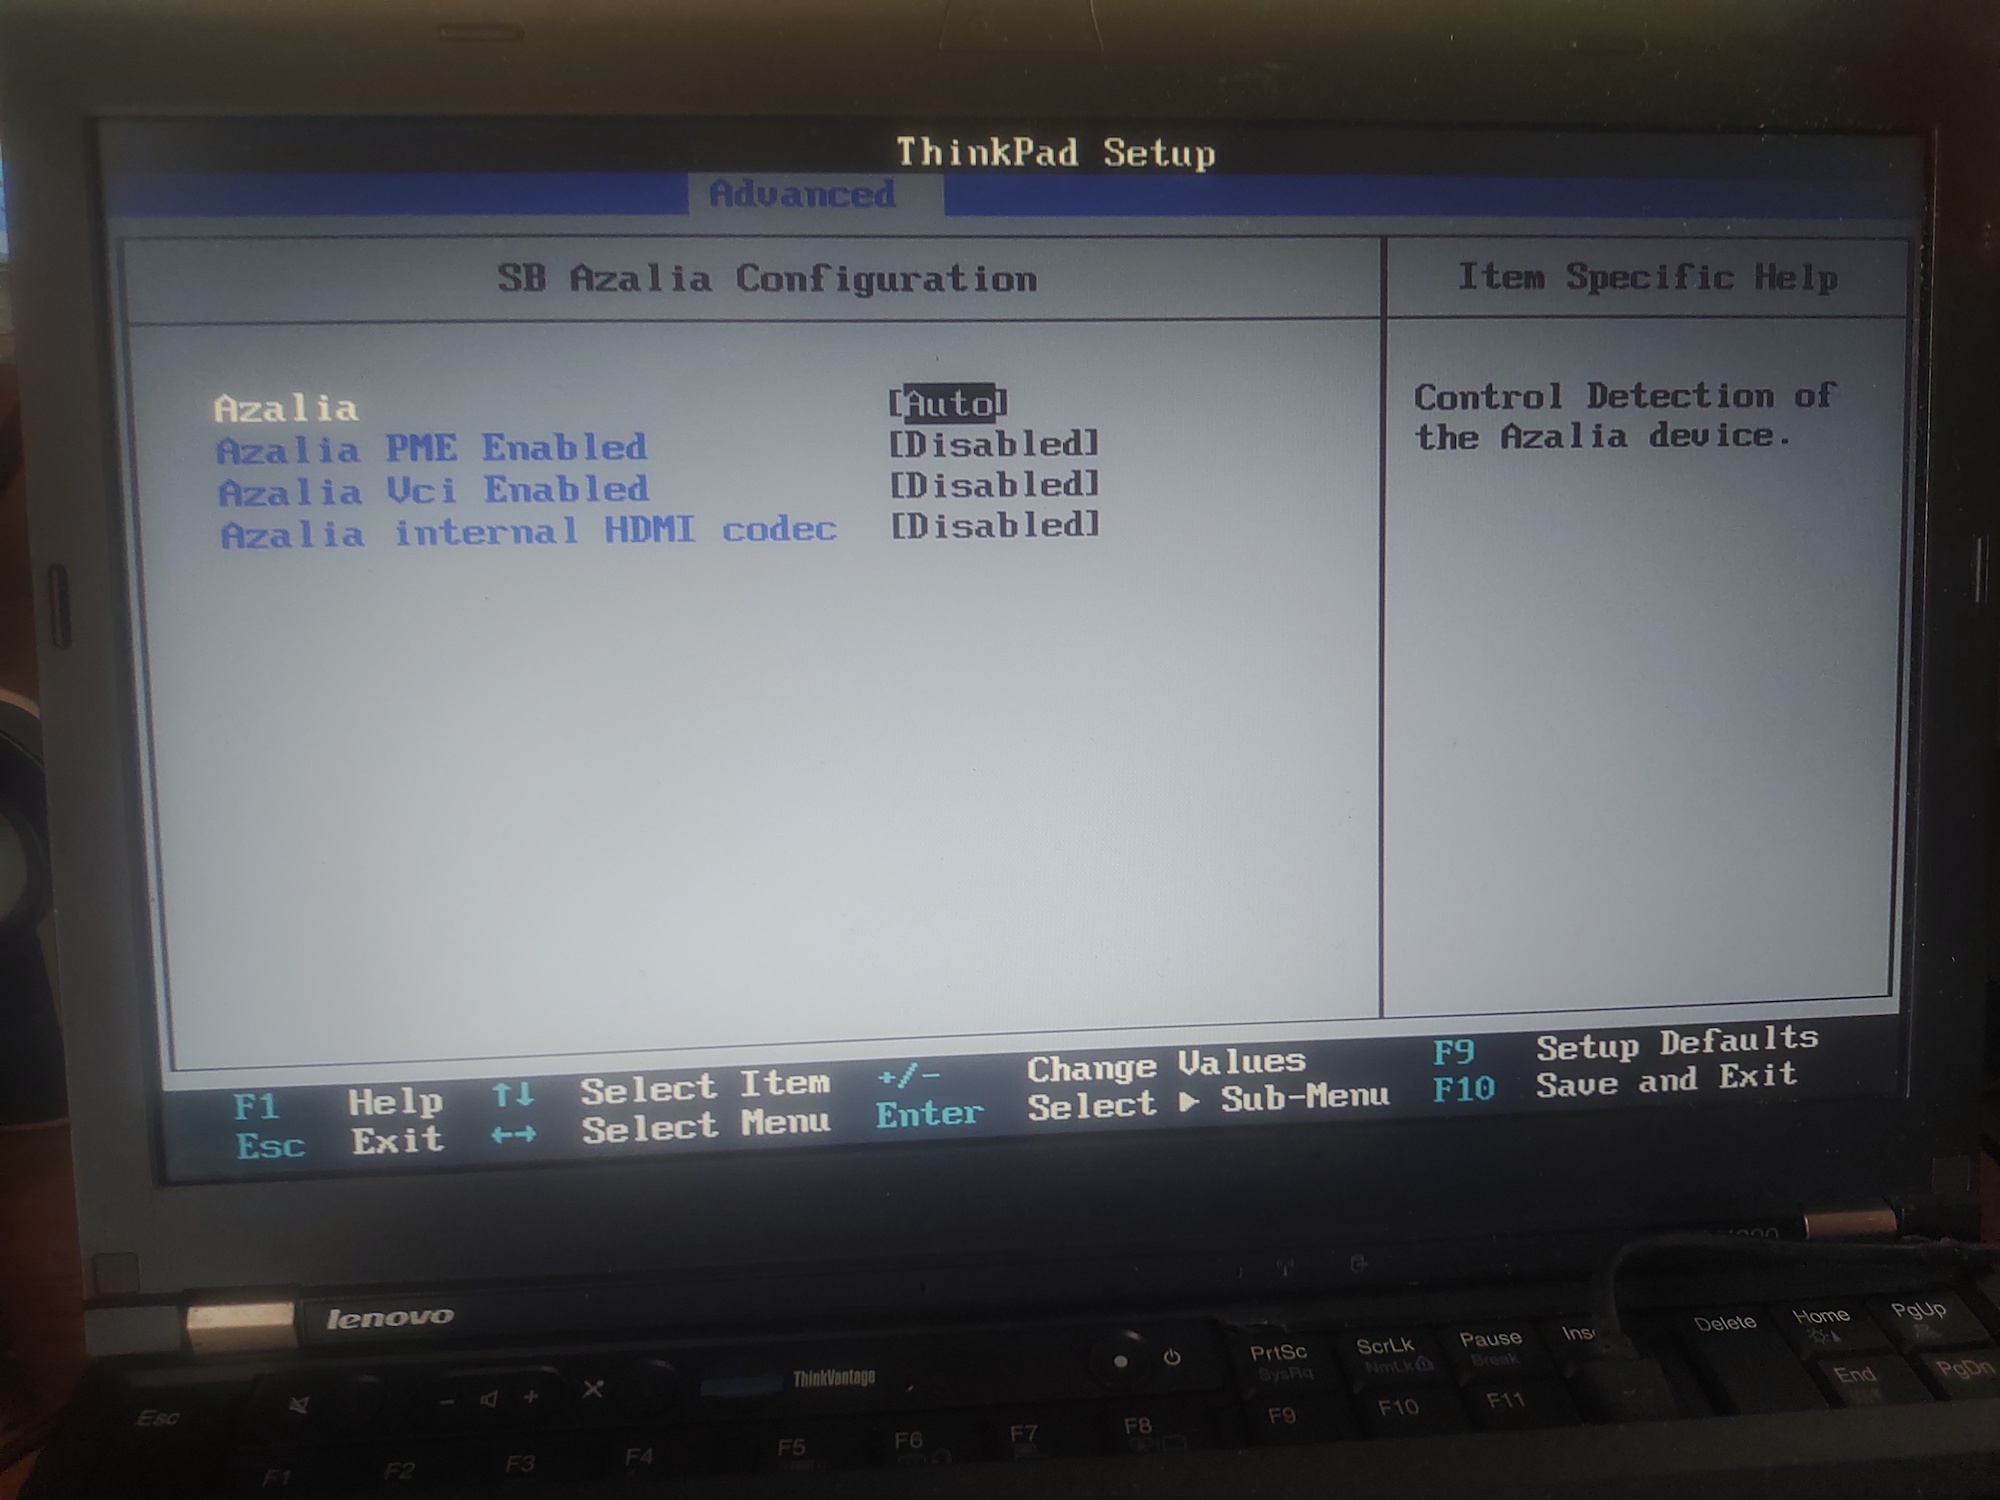 ThinkPad Setup
Advanced
SB Azalia Configuration
Item Specific Help
Azalia [Auto]
Azalia PME Enabled [Disabled]
Azalia Vci Enabled [Disabled]
Azalia internal HDMI codec [Disabled]
Control Detection of
the Azalia device.
F1 Help ↑↓ Select Item +/- Change Values F9 Setup Defaults
Esc Exit ←→ Select Menu Enter Select ▶ Sub-Menu F10 Save and Exit
lenovo
ThinkVantage
PrtSc
SysRq
ScrLk
NmLk
Pause
Break
Delete
Home
PgUp
End
PgDn
Esc
- +
F1 F2 F3 F4 F5 F6 F7 F8 F9 F10 F11